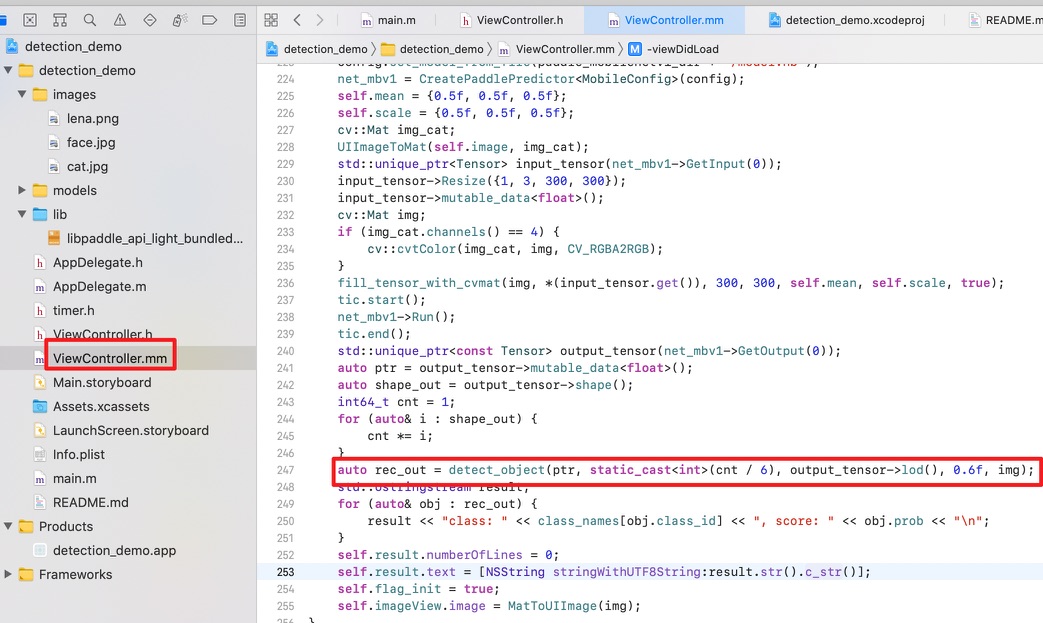 main.m
ViewController.h
ViewController.mm
detection_demo.xcodeproj
README.m
detection_demo
detection_demo
detection_demo
ViewController.mm
M
-viewDidLoad
detection_demo
images
lena.png
face.jpg
cat.jpg
models
lib
libpaddle_api_light_bundled...
AppDelegate.h
AppDelegate.m
timer.h
ViewController.h
ViewController.mm
Main.storyboard
Assets.xcassets
LaunchScreen.storyboard
Info.plist
main.m
README.md
Products
detection_demo.app
Frameworks
224 net_mbv1 = CreatePaddlePredictor<MobileConfig>(config);
225 self.mean = {0.5f, 0.5f, 0.5f};
226 self.scale = {0.5f, 0.5f, 0.5f};
227 cv::Mat img_cat;
228 UIImageToMat(self.image, img_cat);
229 std::unique_ptr<Tensor> input_tensor(net_mbv1->GetInput(0));
230 input_tensor->Resize({1, 3, 300, 300});
231 input_tensor->mutable_data<float>();
232 cv::Mat img;
233 if (img_cat.channels() == 4) {
234 cv::cvtColor(img_cat, img, CV_RGBA2RGB);
235 }
236 fill_tensor_with_cvmat(img, *(input_tensor.get()), 300, 300, self.mean, self.scale, true);
237 tic.start();
238 net_mbv1->Run();
239 tic.end();
240 std::unique_ptr<const Tensor> output_tensor(net_mbv1->GetOutput(0));
241 auto ptr = output_tensor->mutable_data<float>();
242 auto shape_out = output_tensor->shape();
243 int64_t cnt = 1;
244 for (auto& i : shape_out) {
245 cnt *= i;
246 }
247 auto rec_out = detect_object(ptr, static_cast<int>(cnt / 6), output_tensor->lod(), 0.6f, img);
248 std::ostringstream result;
249 for (auto& obj : rec_out) {
250 result << "class: " << class_names[obj.class_id] << ", score: " << obj.prob << "\n";
251 }
252 self.result.numberOfLines = 0;
253 self.result.text = [NSString stringWithUTF8String:result.str().c_str()];
254 self.flag_init = true;
255 self.imageView.image = MatToUIImage(img);